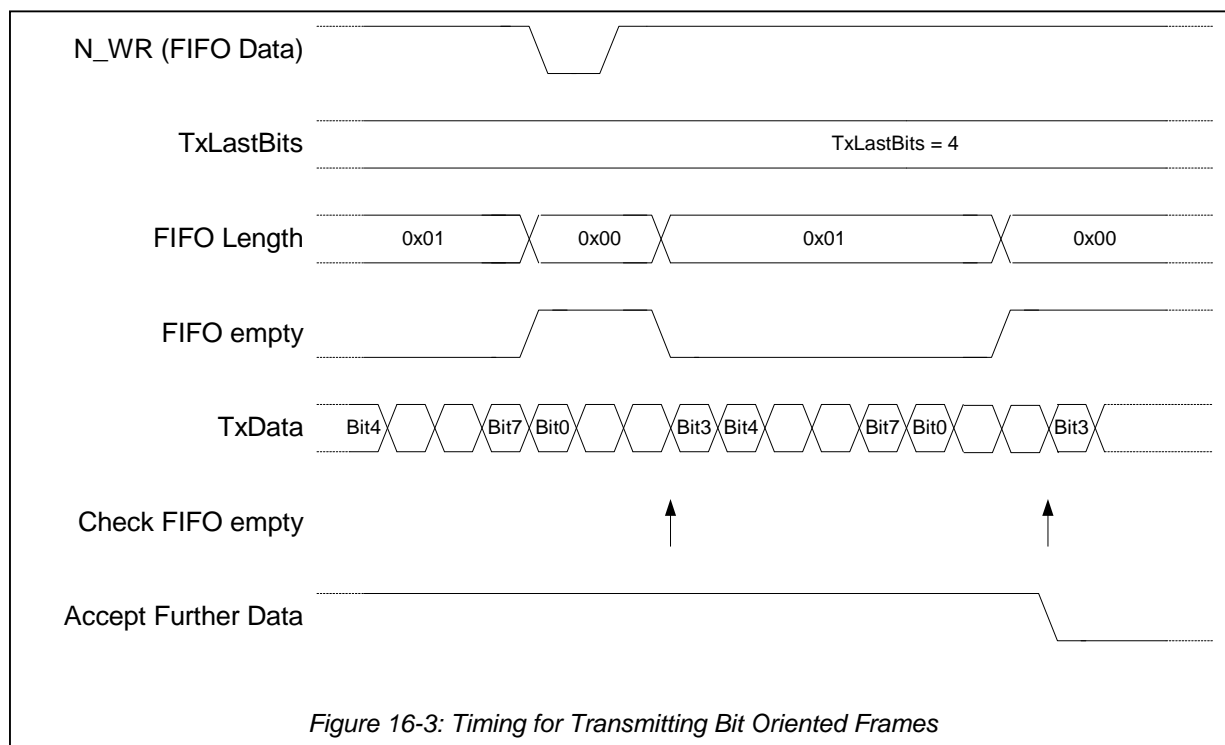 N_WR (FIFO Data)
TxLastBits
TxLastBits = 4
FIFO Length
0x01
0x00
0x01
0x00
FIFO empty
TxData
Bit4
Bit7
Bit0
Bit3
Bit4
Bit7
Bit0
Bit3
Check FIFO empty
Accept Further Data
Figure 16-3: Timing for Transmitting Bit Oriented Frames